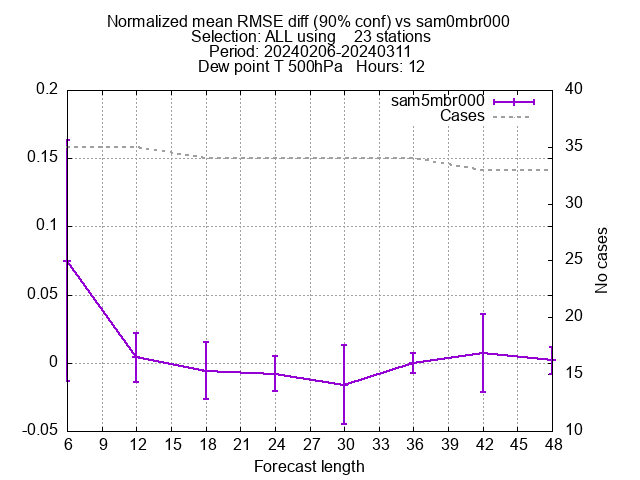 Normalized mean RMSE diff (90% conf) vs sam0mbr000
Selection: ALL using    23 stations
Period: 20240206-20240311
Dew point T 500hPa   Hours: 12
sam5mbr000
Cases
0.2
0.15
0.1
0.05
0
-0.05
40
35
30
25
20
15
10
No cases
6 9 12 15 18 21 24 27 30 33 36 39 42 45 48
Forecast length